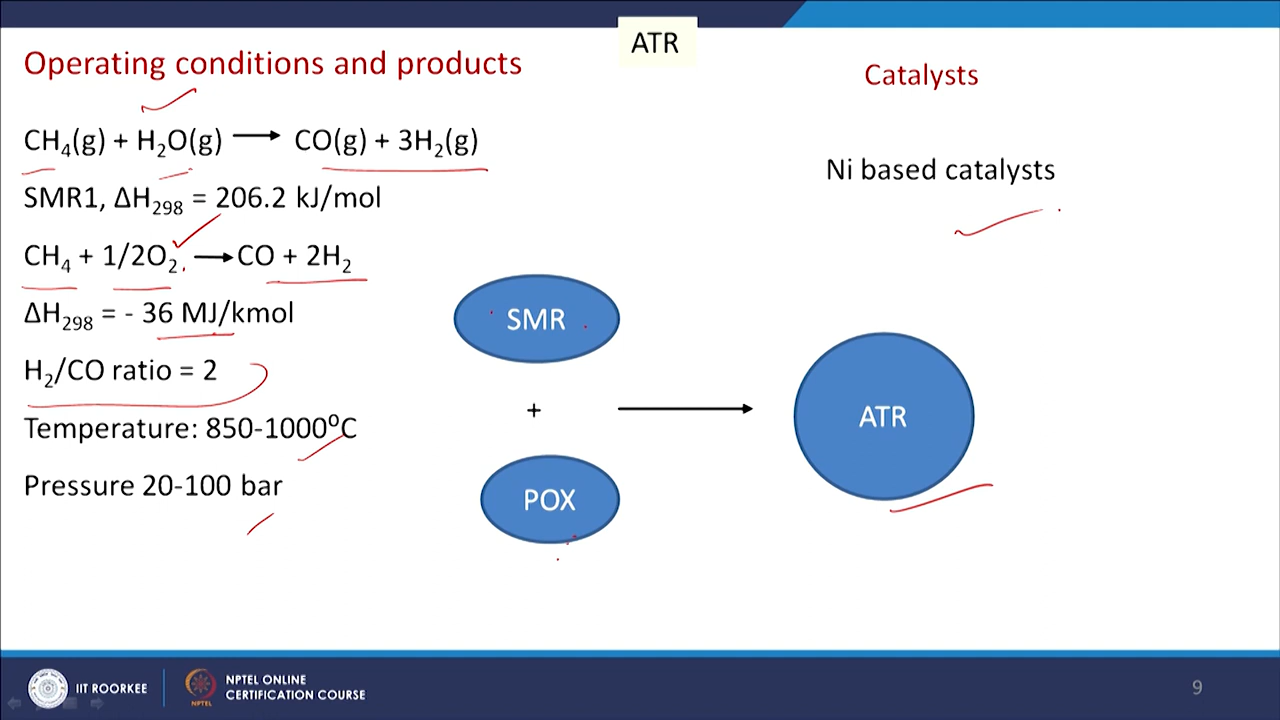 ATR
Operating conditions and products
CH₄(g) + H₂O(g) ⟶ CO(g) + 3H₂(g)
SMR1, ΔH₂₉₈ = 206.2 kJ/mol
CH₄ + 1/2O₂ ⟶ CO + 2H₂
ΔH₂₉₈ = - 36 MJ/kmol
H₂/CO ratio = 2
Temperature: 850-1000⁰C
Pressure 20-100 bar
Catalysts
Ni based catalysts
SMR
+
POX
ATR
IIT ROORKEE
NPTEL
NPTEL ONLINE
CERTIFICATION COURSE
9